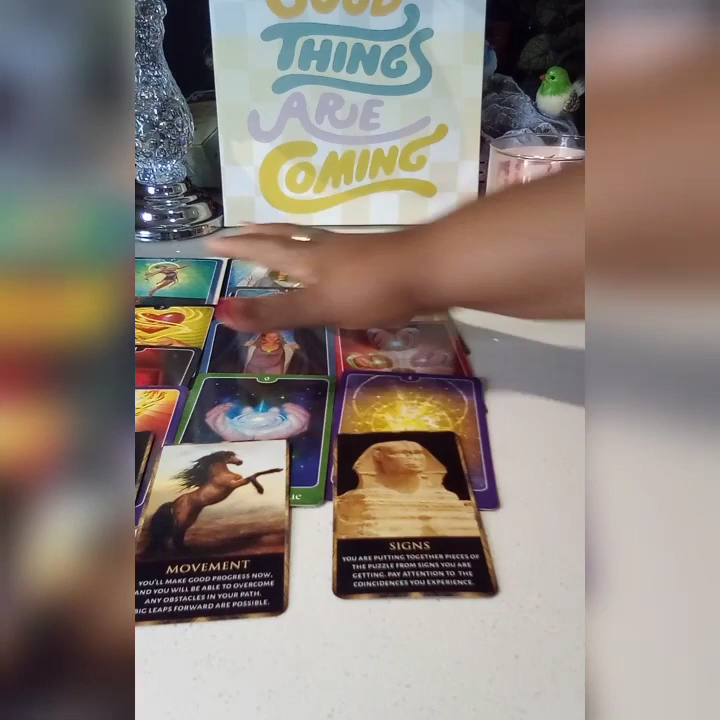 GOOD
THINGS
ARE
COMING
0
MOVEMENT
YOU'LL MAKE GOOD PROGRESS NOW,
AND YOU WILL BE ABLE TO OVERCOME
ANY OBSTACLES IN YOUR PATH.
BIG LEAPS FORWARD ARE POSSIBLE.
SIGNS
YOU ARE PUTTING TOGETHER PIECES OF
THE PUZZLE FROM SIGNS YOU ARE
GETTING. PAY ATTENTION TO THE
COINCIDENCES YOU EXPERIENCE.